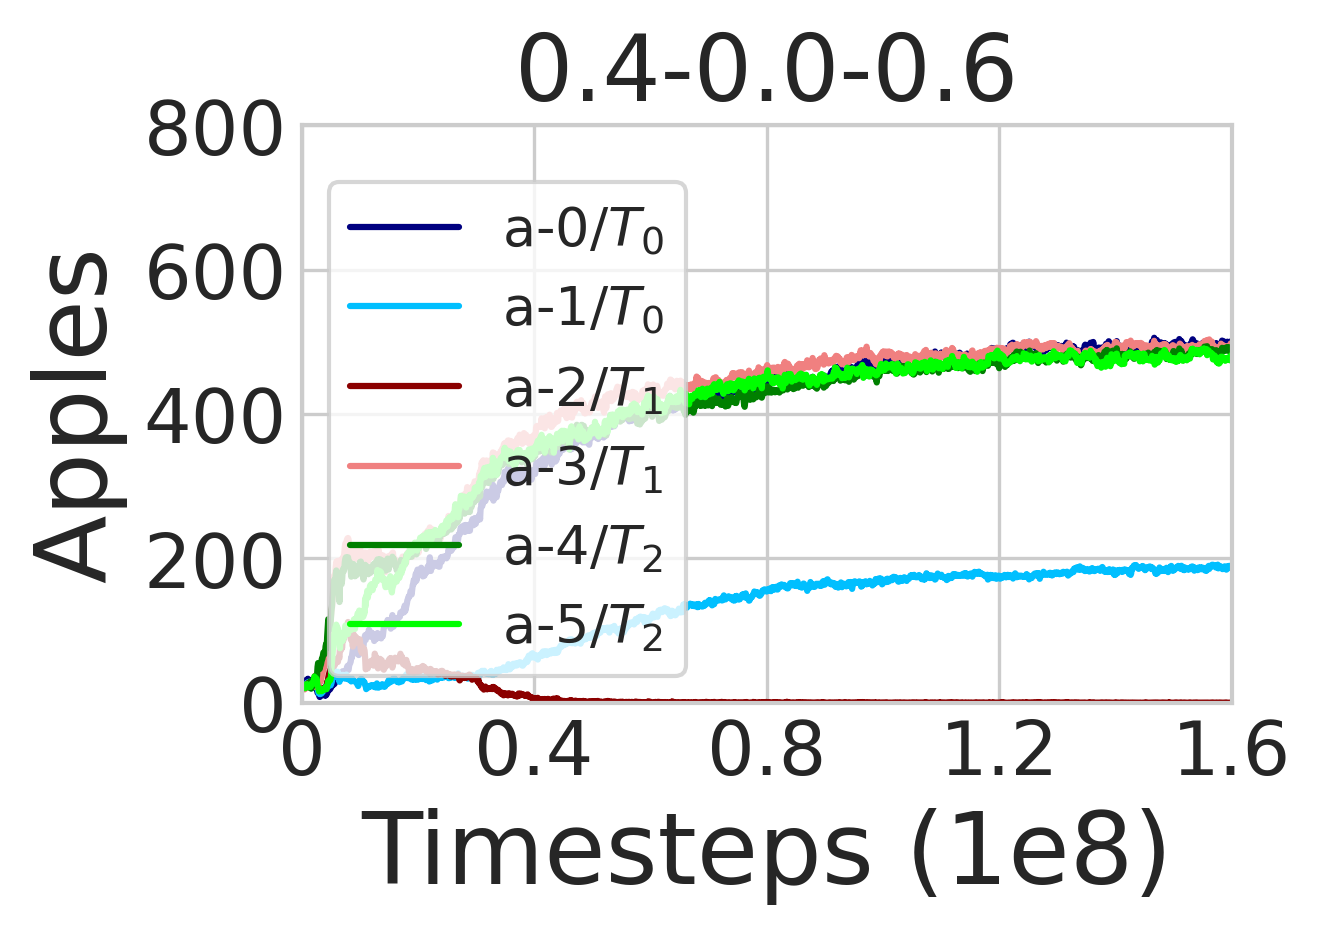 0.4-0.0-0.6
800
600
400
200
0
Apples
a-0/T₀
a-1/T₀
a-2/T₁
a-3/T₁
a-4/T₂
a-5/T₂
0 0.4 0.8 1.2 1.6
Timesteps (1e8)